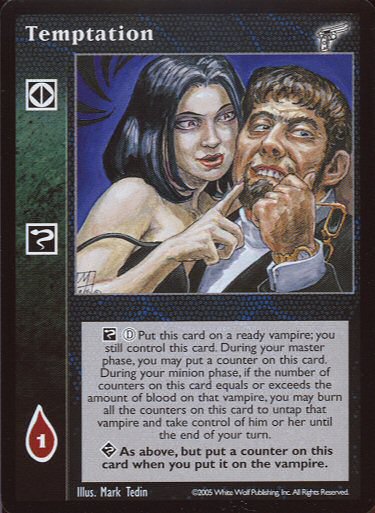 Temptation
Ⓓ Put this card on a ready vampire; you
still control this card. During your master
phase, you may put a counter on this card.
During your minion phase, if the number of
counters on this card equals or exceeds the
amount of blood on that vampire, you may burn
all the counters on this card to untap that
vampire and take control of him or her until
the end of your turn.
As above, but put a counter on this
card when you put it on the vampire.
1
Illus. Mark Tedin ©2005 White Wolf Publishing, Inc. All Rights Reserved.